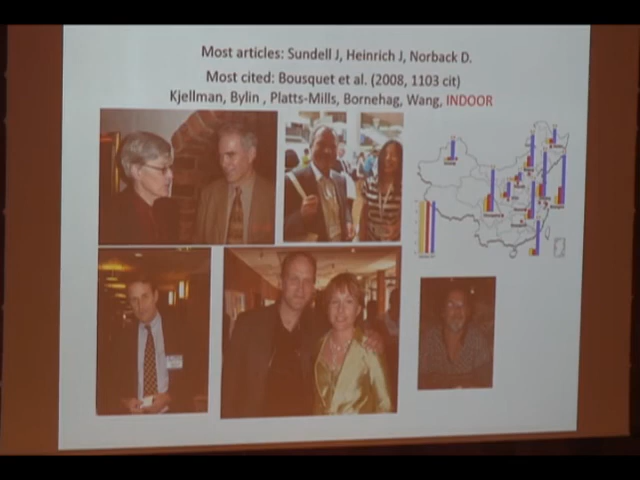 Most articles: Sundell J, Heinrich J, Norback D.
Most cited: Bousquet et al. (2008, 1103 cit)
Kjellman, Bylin , Platts-Mills, Bornehag, Wang, INDOOR